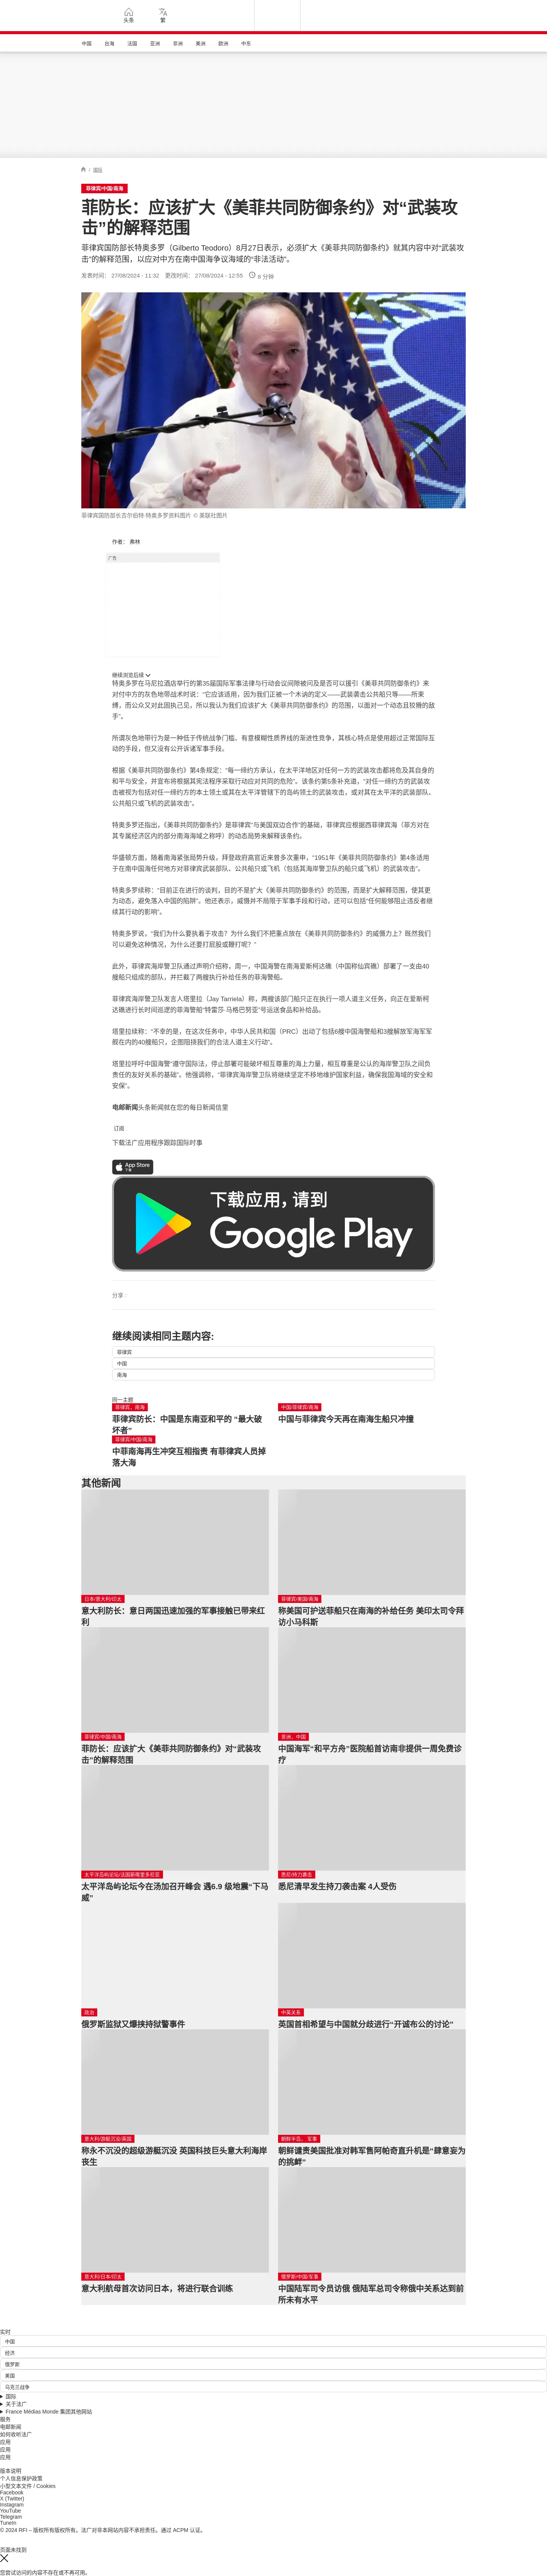 头条
繁
中国
台海
法国
亚洲
非洲
美洲
欧洲
中东
/ 国际
菲律宾/中国/南海
菲防长：应该扩大《美菲共同防御条约》对“武装攻
击”的解释范围
菲律宾国防部长特奥多罗（Gilberto Teodoro）8月27日表示，必须扩大《美菲共同防御条约》就其内容中对“武装攻
击”的解释范围，以应对中方在南中国海争议海域的“非法活动”。
发表时间： 27/08/2024 - 11:32 更改时间： 27/08/2024 - 12:55 6 分钟
菲律宾国防部长吉尔伯特·特奥多罗资料图片 © 美联社图片
作者： 弗林
广告
继续浏览后续
特奥多罗在马尼拉酒店举行的第35届国际军事法律与行动会议间隙被问及是否可以援引《美菲共同防御条约》来
对付中方的灰色地带战术时说：“它应该适用，因为我们正被一个木讷的定义——武装袭击公共船只等——所束
缚，而公众又对此固执己见，所以我认为我们应该扩大《美菲共同防御条约》的范围，以面对一个动态且狡猾的敌
手”。
所谓灰色地带行为是一种低于传统战争门槛、有意模糊性质界线的渐进性竞争，其核心特点是使用超过正常国际互
动的手段，但又没有公开诉诸军事手段。
根据《美菲共同防御条约》第4条规定：“每一缔约方承认，在太平洋地区对任何一方的武装攻击都将危及其自身的
和平与安全，并宣布将根据其宪法程序采取行动应对共同的危险”。该条约第5条补充道，“对任一缔约方的武装攻
击被视为包括对任一缔约方的本土领土或其在太平洋管辖下的岛屿领土的武装攻击，或对其在太平洋的武装部队、
公共船只或飞机的武装攻击”。
特奥多罗还指出，《美菲共同防御条约》是菲律宾“与美国双边合作”的基础，菲律宾应根据西菲律宾海（菲方对在
其专属经济区内的部分南海海域之称呼）的动态局势来解释该条约。
华盛顿方面，随着南海紧张局势升级，拜登政府高官近来曾多次重申，“1951年《美菲共同防御条约》第4条适用
于在南中国海任何地方对菲律宾武装部队、公共船只或飞机（包括其海岸警卫队的船只或飞机）的武装攻击”。
特奥多罗续称：“目前正在进行的谈判，目的不是扩大《美菲共同防御条约》的范围，而是扩大解释范围，使其更
为动态，避免落入中国的陷阱”。他还表示，威慑并不局限于军事手段和行动，还可以包括“任何能够阻止违反者继
续其行动的影响”。
特奥多罗说，“我们为什么要执着于攻击？为什么我们不把重点放在《美菲共同防御条约》的威慑力上？既然我们
可以避免这种情况，为什么还要打屁股或鞭打呢？”
此外，菲律宾海岸警卫队通过声明介绍称，周一，中国海警在南海爱斯柯达礁（中国称仙宾礁）部署了一支由40
艘船只组成的部队，并拦截了两艘执行补给任务的菲海警船。
菲律宾海岸警卫队发言人塔里拉（Jay Tarriela）称，两艘该部门船只正在执行一项人道主义任务，向正在爱斯柯
达礁进行长时间巡逻的菲海警船“特雷莎·马格巴努亚”号运送食品和补给品。
塔里拉续称：“不幸的是，在这次任务中，中华人民共和国（PRC）出动了包括6艘中国海警船和3艘解放军海军军
舰在内的40艘船只，企图阻挠我们的合法人道主义行动”。
塔里拉呼吁中国海警“遵守国际法，停止部署可能破坏相互尊重的海上力量，相互尊重是公认的海岸警卫队之间负
责任的友好关系的基础”。他强调称，“菲律宾海岸警卫队将继续坚定不移地维护国家利益，确保我国海域的安全和
安保”。
电邮新闻头条新闻就在您的每日新闻信里
订阅
下载法广应用程序跟踪国际时事
App Store
下载
下载应用，请到
Google Play
分享 :
继续阅读相同主题内容:
菲律宾
中国
南海
同一主题
菲律宾，南海
菲律宾防长：中国是东南亚和平的 “最大破
坏者”
中国/菲律宾/南海
中国与菲律宾今天再在南海生船只冲撞
菲律宾/中国/南海
中菲南海再生冲突互相指责 有菲律宾人员掉
落大海
其他新闻
日本/意大利/印太
意大利防长：意日两国迅速加强的军事接触已带来红
利
菲律宾/美国/南海
称美国可护送菲船只在南海的补给任务 美印太司令拜
访小马科斯
菲律宾/中国/南海
菲防长：应该扩大《美菲共同防御条约》对“武装攻
击”的解释范围
非洲，中国
中国海军“和平方舟”医院船首访南非提供一周免费诊
疗
太平洋岛屿论坛/法国新喀里多尼亚
太平洋岛屿论坛今在汤加召开峰会 遇6.9 级地震“下马
威”
悉尼/持刀袭击
悉尼清早发生持刀袭击案 4人受伤
政治
俄罗斯监狱又爆挟持狱警事件
中英关系
英国首相希望与中国就分歧进行“开诚布公的讨论”
意大利/游艇沉没/英国
称永不沉没的超级游艇沉没 英国科技巨头意大利海岸
丧生
朝鲜半岛， 军事
朝鲜谴责美国批准对韩军售阿帕奇直升机是“肆意妄为
的挑衅”
意大利/日本/印太
意大利航母首次访问日本，将进行联合训练
俄罗斯/中国/军事
中国陆军司令员访俄 俄陆军总司令称俄中关系达到前
所未有水平
实时
中国
经济
俄罗斯
美国
乌克兰战争
国际
关于法广
France Médias Monde 集团其他网站
服务
电邮新闻
如何收听法广
应用
应用
应用
版本说明
个人信息保护政策
小型文本文件 / Cookies
Facebook
X (Twitter)
Instagram
YouTube
Telegram
TuneIn
© 2024 RFI – 版权所有版权所有。法广对非本网站内容不承担责任。通过 ACPM 认证。
页面未找到
您尝试访问的内容不存在或不再可用。